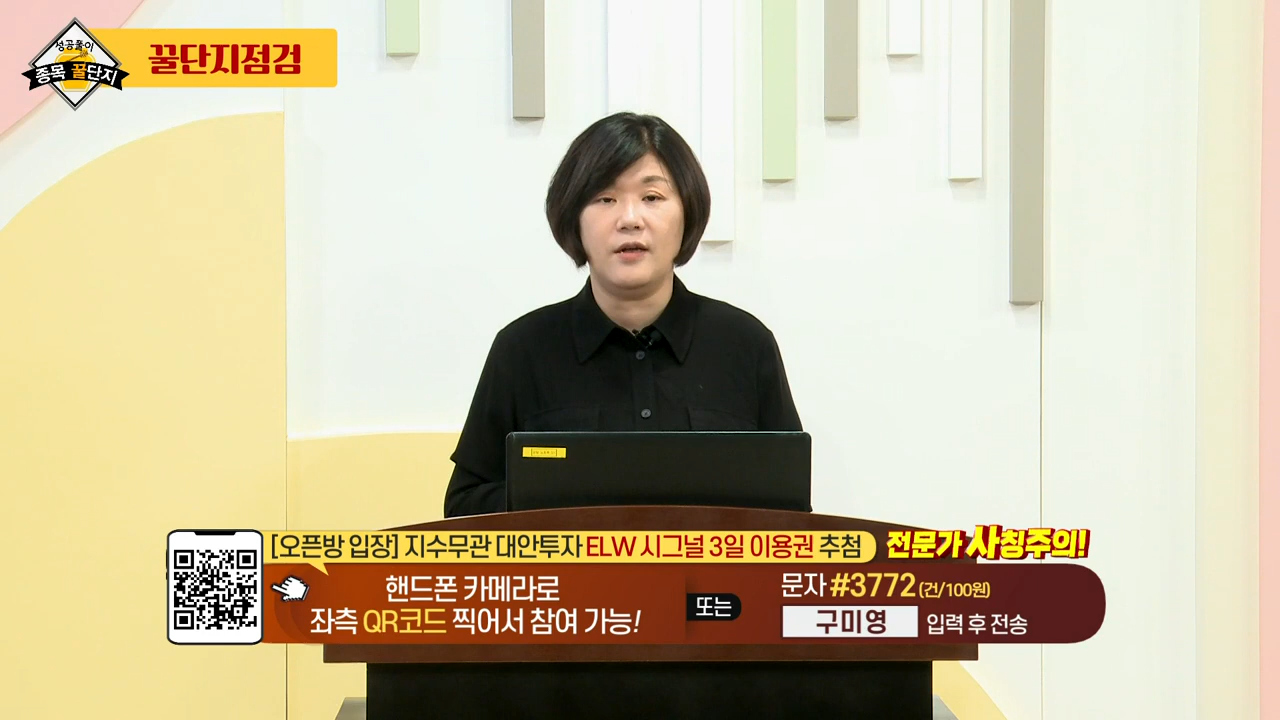 성공풀이
종목 꿀단지
꿀단지점검
[오픈방 입장] 지수무관 대안투자 ELW 시그널 3일 이용권 추첨
전문가 사칭주의!
핸드폰 카메라로
좌측 QR코드 찍어서 참여 가능!
또는
문자 #3772 (건/100원)
구미영 입력 후 전송